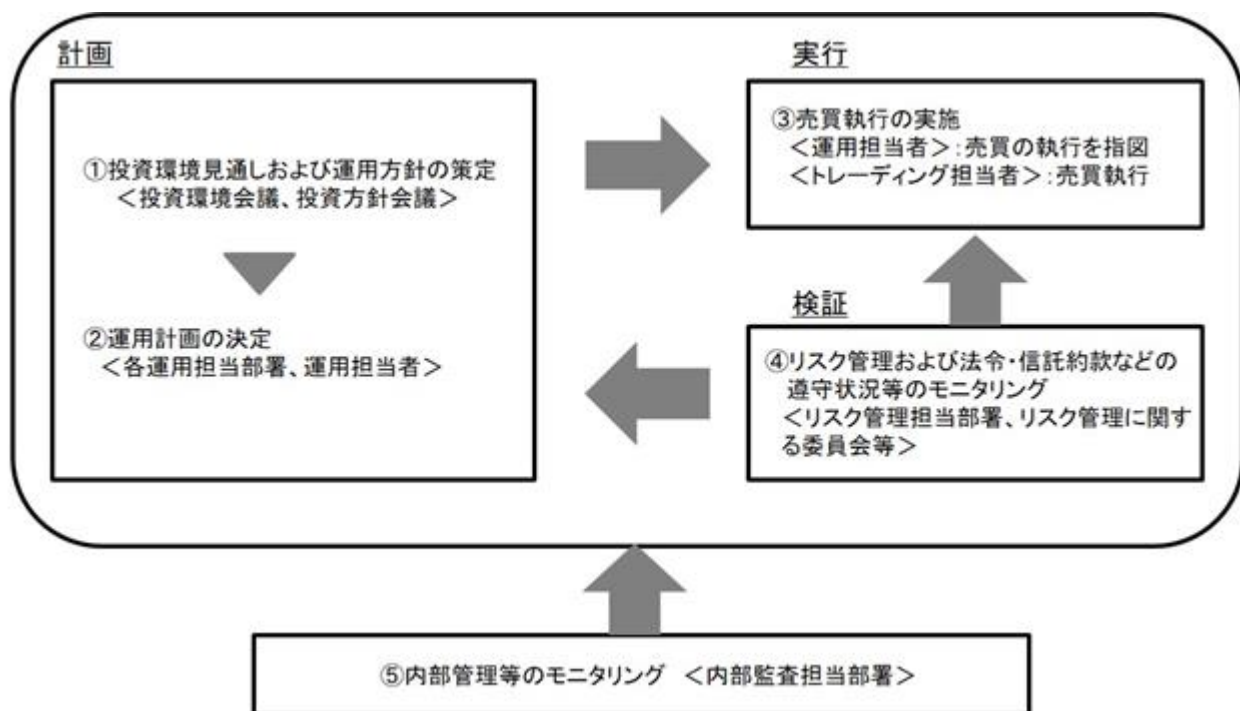 計画
①投資環境見通しおよび運用方針の策定
＜投資環境会議、投資方針会議＞
②運用計画の決定
＜各運用担当部署、運用担当者＞
実行
③売買執行の実施
＜運用担当者＞：売買の執行を指図
＜トレーディング担当者＞：売買執行
検証
④リスク管理および法令・信託約款などの
遵守状況等のモニタリング
＜リスク管理担当部署、リスク管理に関す
る委員会等＞
⑤内部管理等のモニタリング ＜内部監査担当部署＞